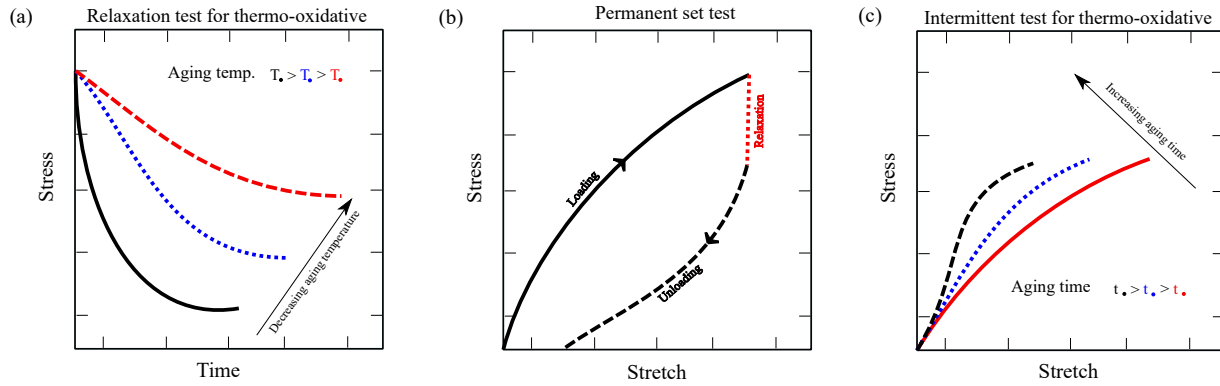 (a)
Relaxation test for thermo-oxidative
Aging temp.
T• > T• > T•
Decreasing aging temperature
Stress
Time
(b)
Permanent set test
Loading
Relaxation
Unloading
Stress
Stretch
(c)
Intermittent test for thermo-oxidative
Increasing aging time
Aging time
t• > t• > t•
Stress
Stretch